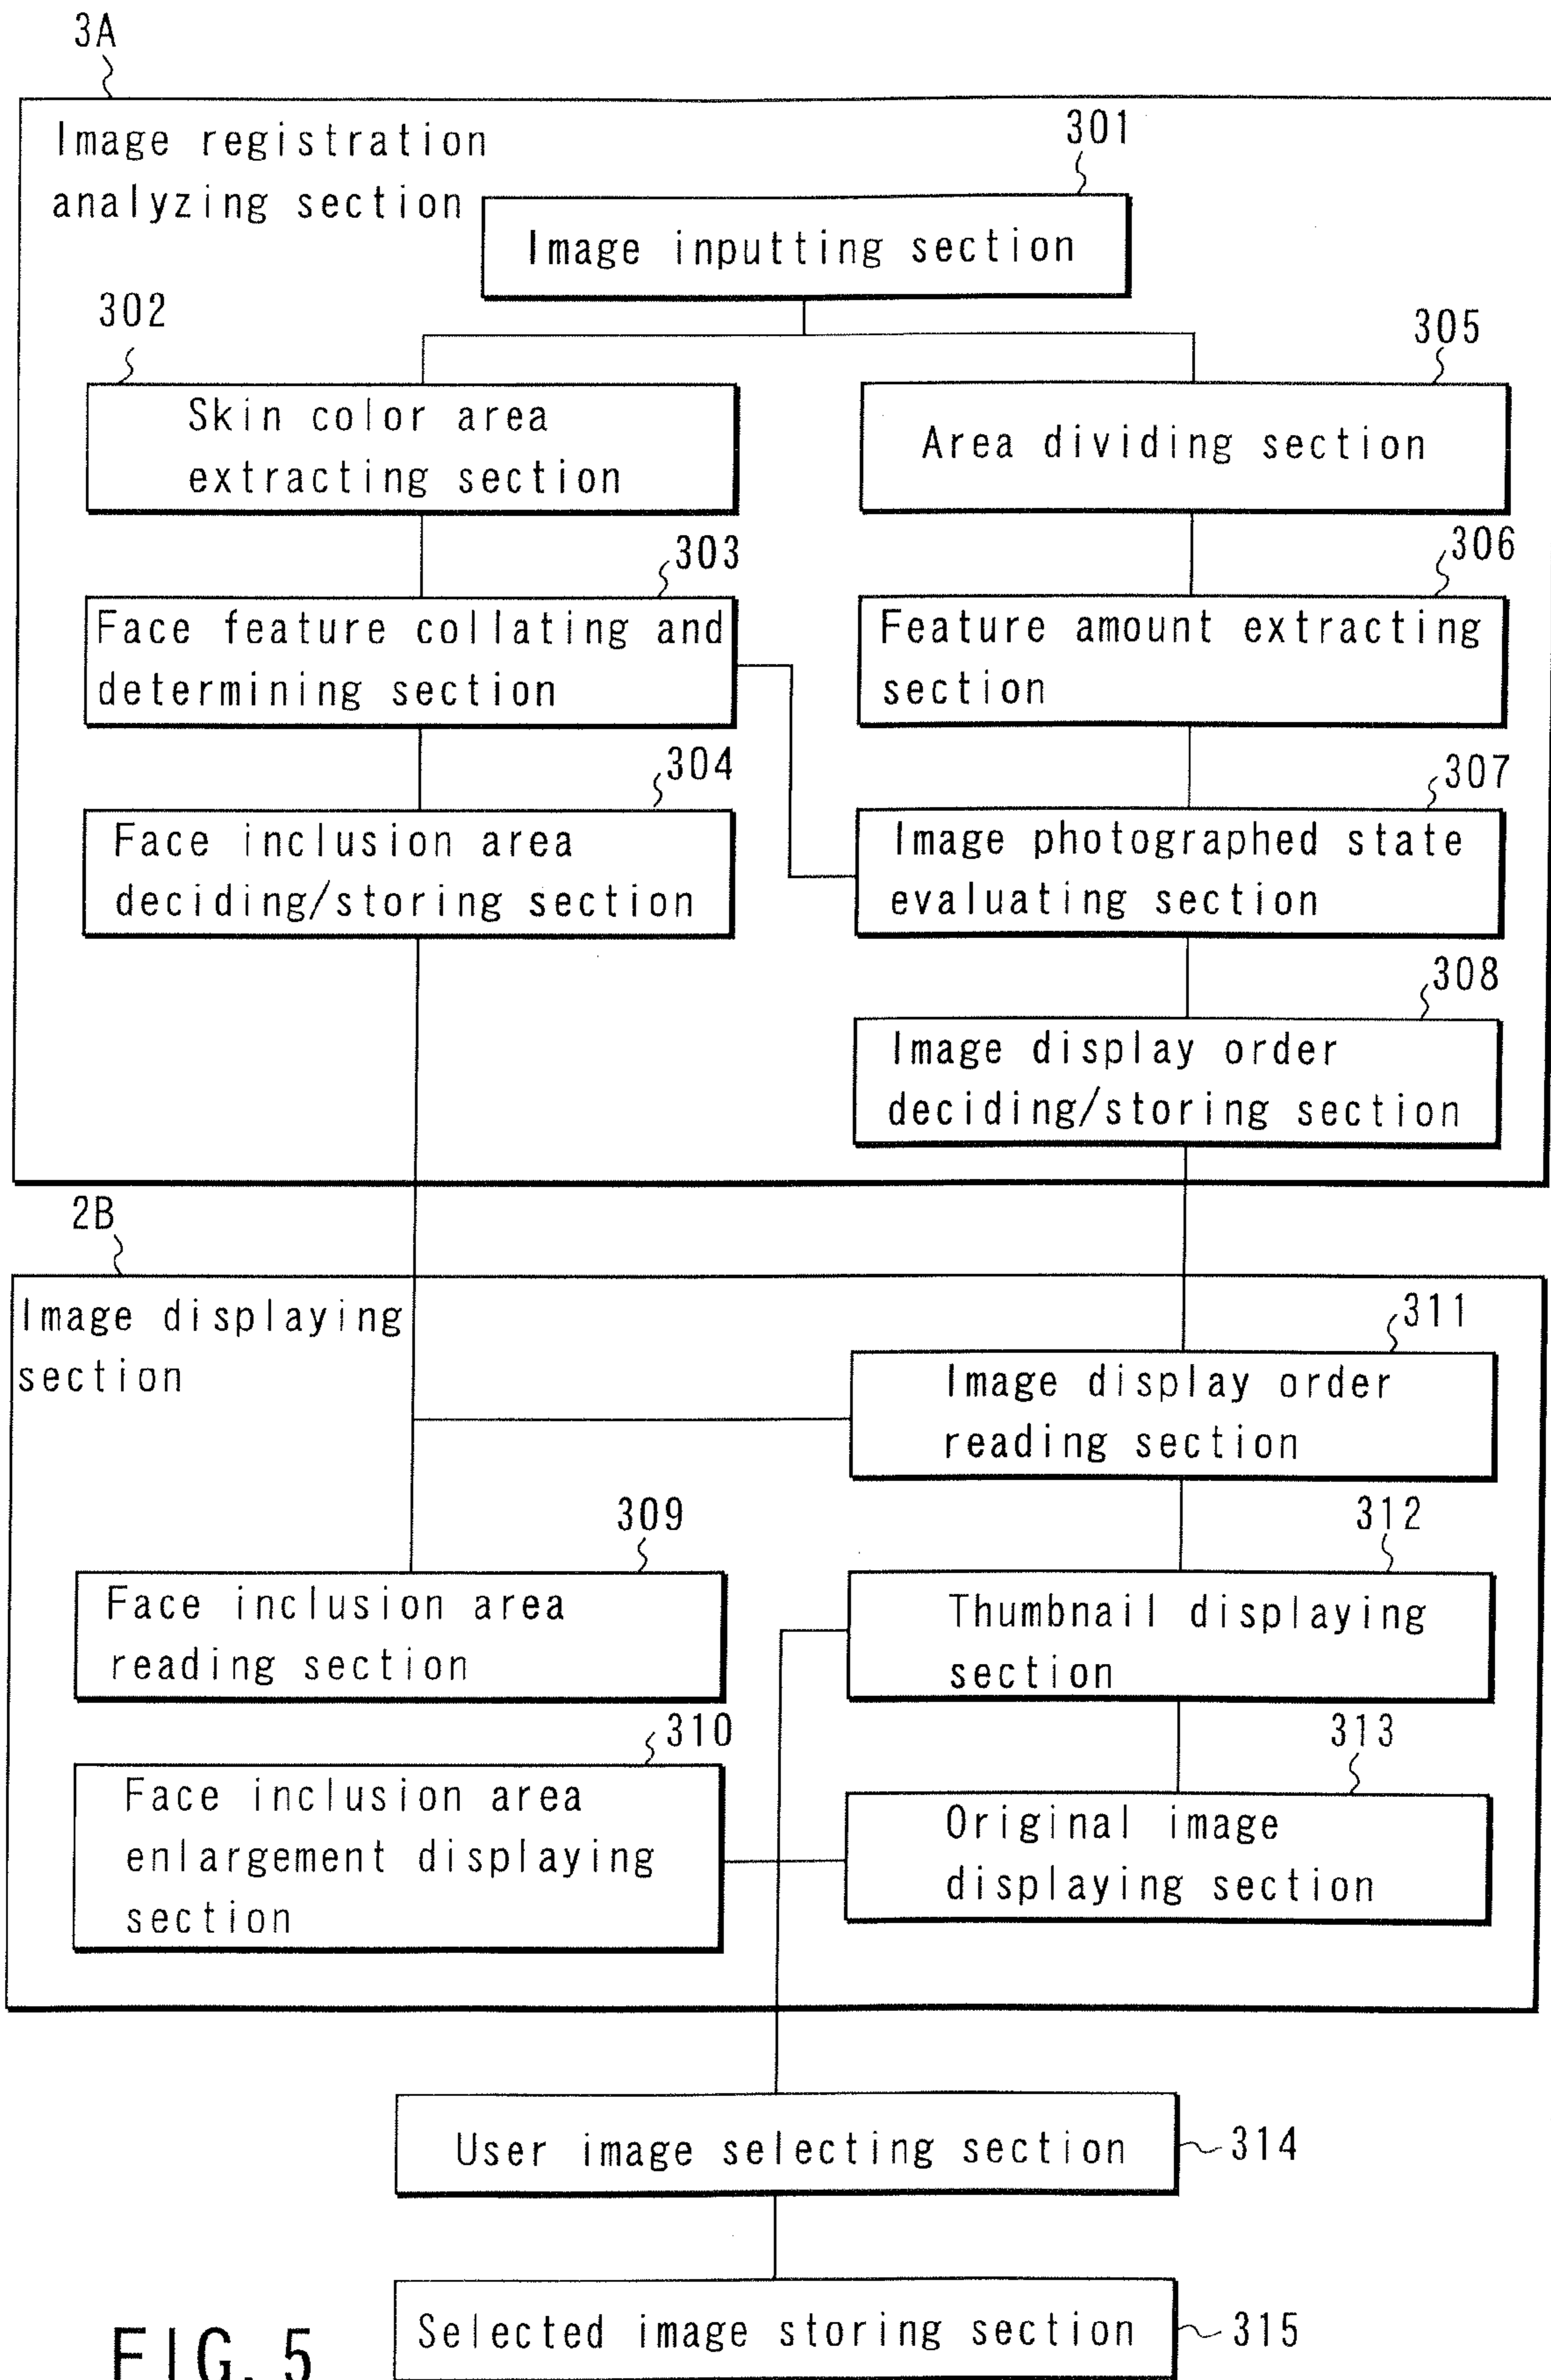 3A
Image registration
analyzing section
301
Image inputting section
302
Skin color area
extracting section
305
Area dividing section
303
Face feature collating and
determining section
306
Feature amount extracting
section
304
Face inclusion area
deciding/storing section
307
Image photographed state
evaluating section
308
Image display order
deciding/storing section
2B
Image displaying
section
311
Image display order
reading section
309
Face inclusion area
reading section
312
Thumbnail displaying
section
310
Face inclusion area
enlargement displaying
section
313
Original image
displaying section
User image selecting section
314
Selected image storing section
315
FIG. 5